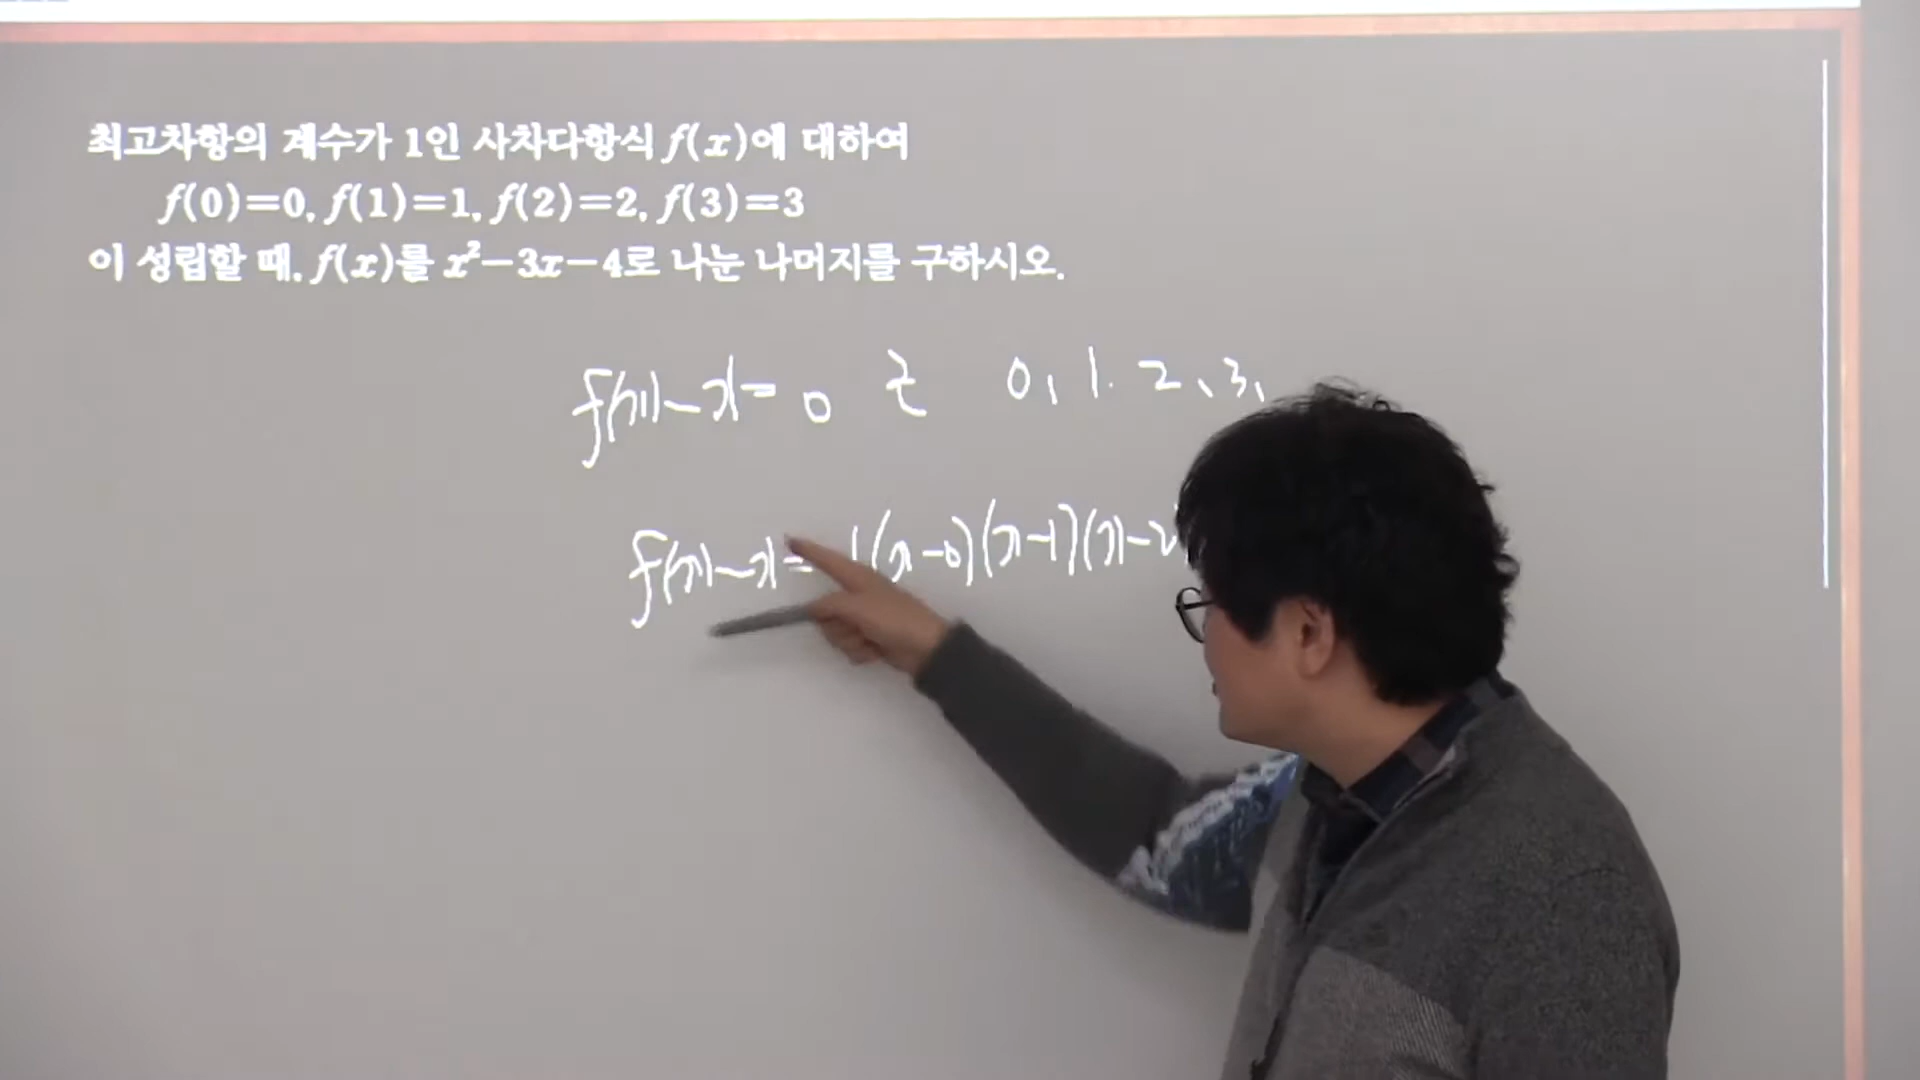 최고차항의 계수가 1인 사차다항식 f(x)에 대하여
f(0)=0, f(1)=1, f(2)=2, f(3)=3
이 성립할 때, f(x)를 x²-3x-4로 나눈 나머지를 구하시오.
f(x)-x=0 근 0, 1. 2, 3,
f(x)-x= 1(x-0)(x-1)(x-2)